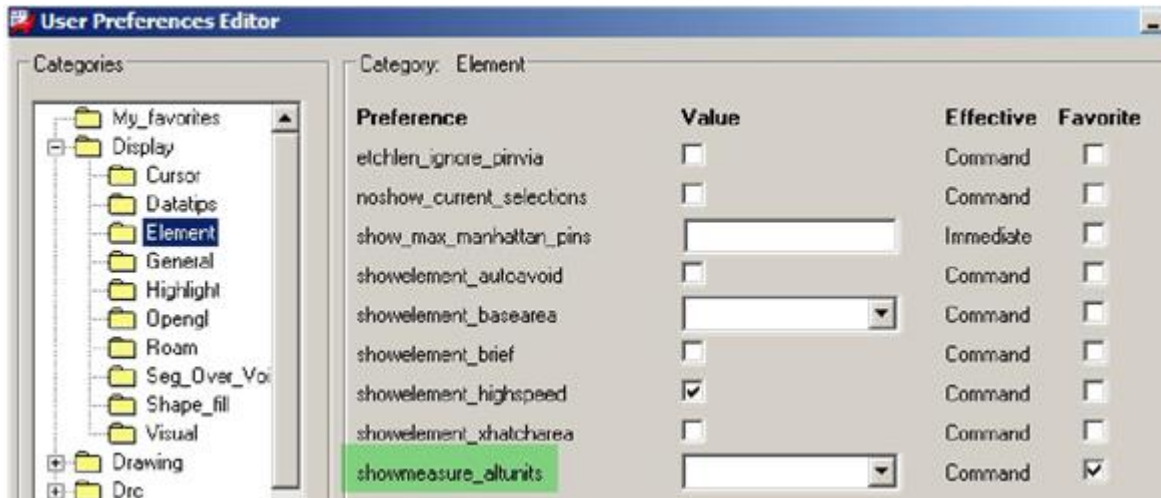 User Preferences Editor
Categories
My_favorites
Display
Cursor
Datatips
Element
General
Highlight
Opengl
Roam
Seg_Over_Voi
Shape_fill
Visual
Drawing
Drc
Category: Element
Preference Value Effective Favorite
etchlen_ignore_pinvia Command
noshow_current_selections Command
show_max_manhattan_pins Immediate
showelement_autoavoid Command
showelement_basearea Command
showelement_brief Command
showelement_highspeed Command
showelement_xhatcharea Command
showmeasure_altunits Command